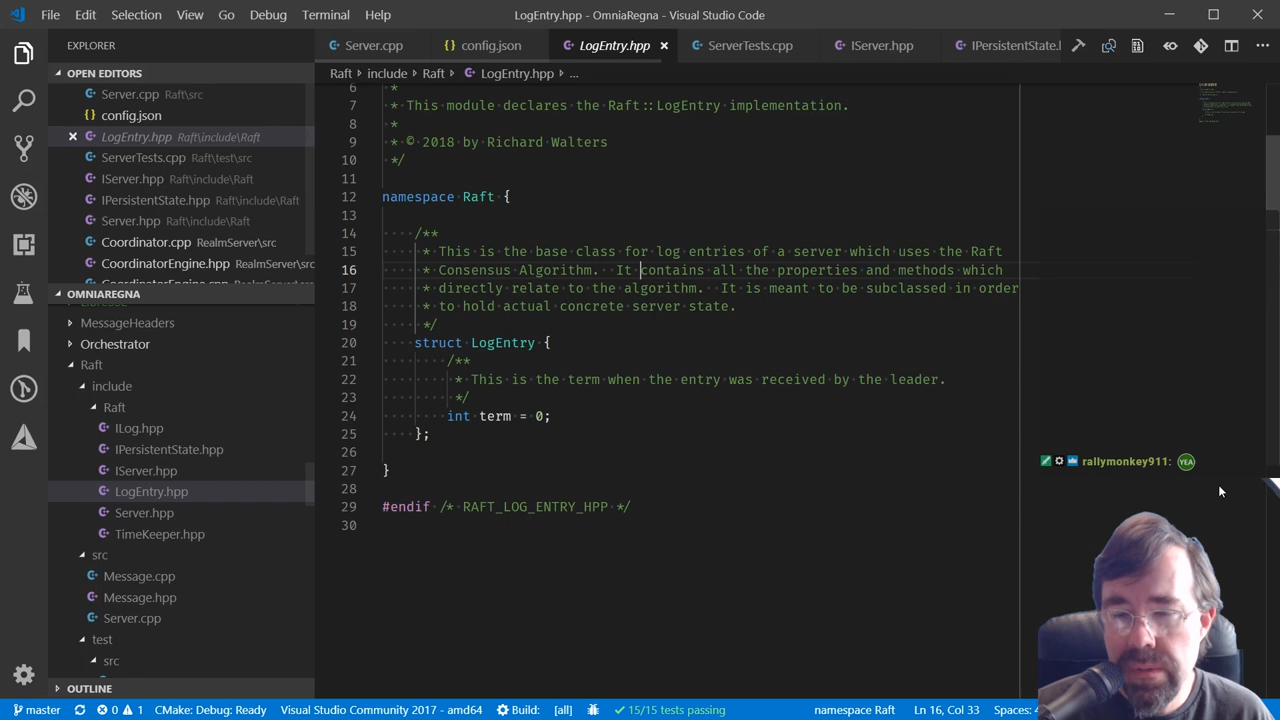 File Edit Selection View Go Debug Terminal Help LogEntry.hpp - OmniaRegna - Visual Studio Code
EXPLORER
OPEN EDITORS
Server.cpp Raft\src
config.json
LogEntry.hpp Raft\include\Raft
ServerTests.cpp Raft\test\src
IServer.hpp Raft\include\Raft
IPersistentState.hpp Raft\include\Raft
Server.hpp Raft\include\Raft
Coordinator.cpp RealmServer\src
CoordinatorEngine.hpp RealmServer\src
OMNIAREGNA
MessageHeaders
Orchestrator
Raft
include
Raft
ILog.hpp
IPersistentState.hpp
IServer.hpp
LogEntry.hpp
Server.hpp
TimeKeeper.hpp
src
Message.cpp
Message.hpp
Server.cpp
test
src
OUTLINE
Server.cpp config.json LogEntry.hpp ServerTests.cpp IServer.hpp IPersistentState.
Raft › include › Raft › LogEntry.hpp › ...
6 *
7 * This module declares the Raft::LogEntry implementation.
8 *
9 * © 2018 by Richard Walters
10 */
11
12 namespace Raft {
13
14 /**
15 * This is the base class for log entries of a server which uses the Raft
16 * Consensus Algorithm.  It contains all the properties and methods which
17 * directly relate to the algorithm.  It is meant to be subclassed in order
18 * to hold actual concrete server state.
19 */
20 struct LogEntry {
21 /**
22 * This is the term when the entry was received by the leader.
23 */
24 int term = 0;
25 };
26
27 }
28
29 #endif /* RAFT_LOG_ENTRY_HPP */
30
rallymonkey911: YEA
master 0 1 CMake: Debug: Ready Visual Studio Community 2017 - amd64 Build: [all] 15/15 tests passing namespace Raft Ln 16, Col 33 Spaces: